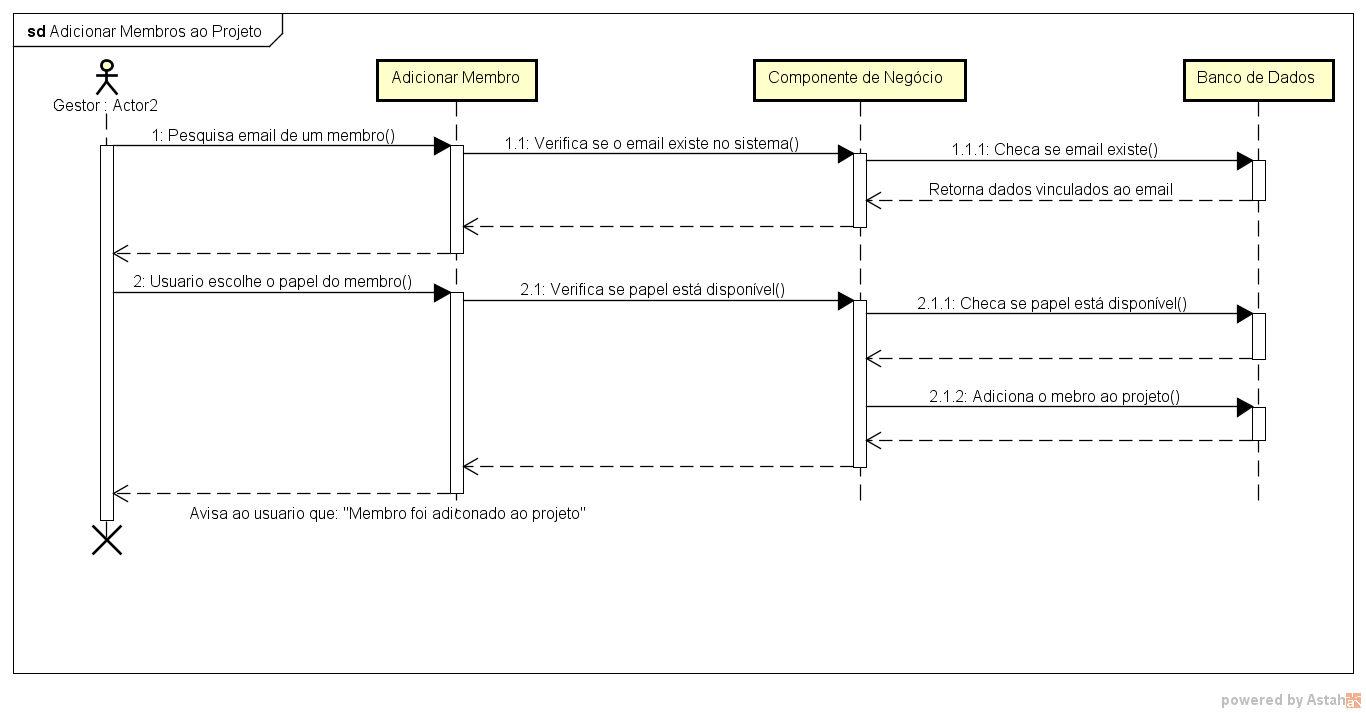 sd Adicionar Membros ao Projeto
Gestor : Actor2
Adicionar Membro
Componente de Negócio
Banco de Dados
1: Pesquisa email de um membro()
1.1: Verifica se o email existe no sistema()
1.1.1: Checa se email existe()
Retorna dados vinculados ao email
2: Usuario escolhe o papel do membro()
2.1: Verifica se papel está disponível()
2.1.1: Checa se papel está disponível()
2.1.2: Adiciona o mebro ao projeto()
Avisa ao usuario que: "Membro foi adiconado ao projeto"
powered by Astah